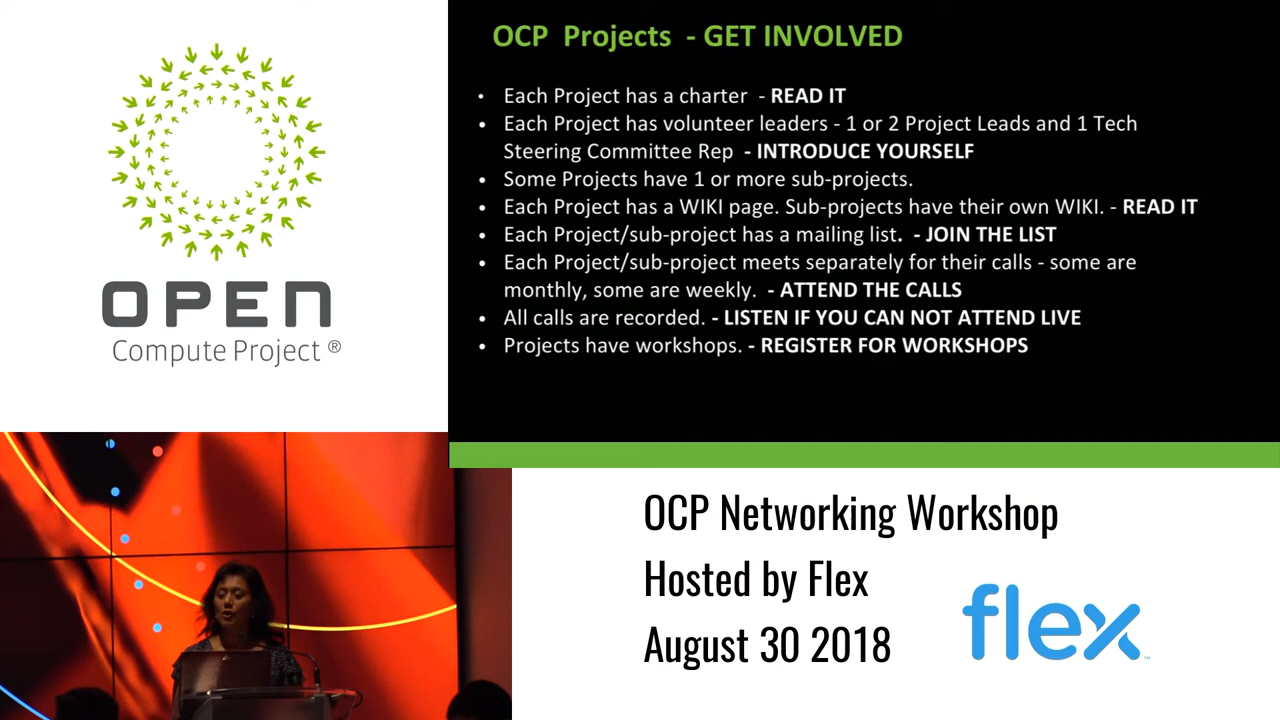 OPEN
Compute Project ®
OCP Projects - GET INVOLVED
• Each Project has a charter - READ IT
• Each Project has volunteer leaders - 1 or 2 Project Leads and 1 Tech
Steering Committee Rep - INTRODUCE YOURSELF
• Some Projects have 1 or more sub-projects.
• Each Project has a WIKI page. Sub-projects have their own WIKI. - READ IT
• Each Project/sub-project has a mailing list. - JOIN THE LIST
• Each Project/sub-project meets separately for their calls - some are
monthly, some are weekly. - ATTEND THE CALLS
• All calls are recorded. - LISTEN IF YOU CAN NOT ATTEND LIVE
• Projects have workshops. - REGISTER FOR WORKSHOPS
OCP Networking Workshop
Hosted by Flex
August 30 2018
flex™